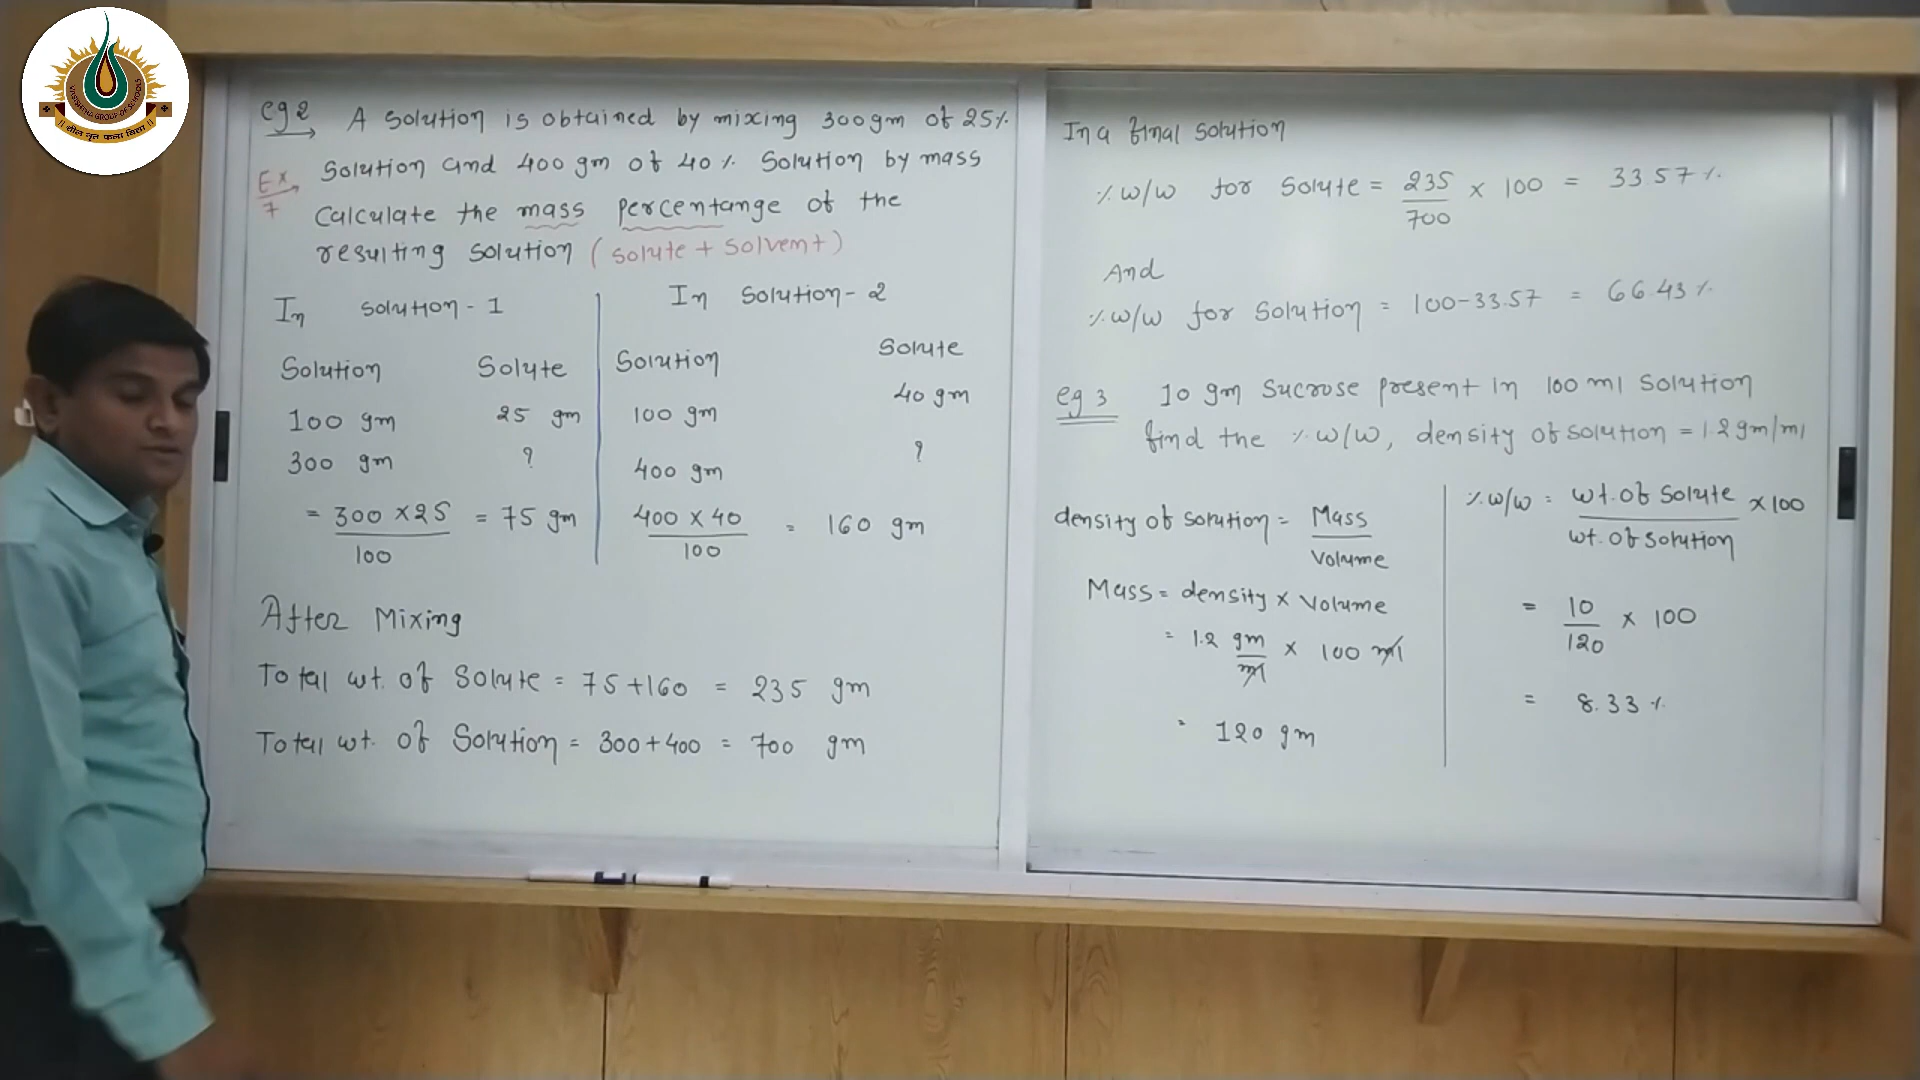 VASISHTHA GROUP OF SCHOOLS
eg 2 A Solution is obtained by mixing 300gm of 25%
Ex 7 Solution and 400 gm of 40 % Solution by mass
Calculate the mass percentange of the
resulting Solution (Solute + Solvent)
In Solution - 1
Solution Solute
100 gm 25 gm
300 gm ?
= 300 × 25 / 100 = 75 gm
In Solution - 2
Solution Solute
100 gm 40 gm
400 gm ?
400 × 40 / 100 = 160 gm
After Mixing
Total wt. of Solute = 75+160 = 235 gm
Total wt. of Solution = 300+400 = 700 gm
In a final Solution
% w/w for Solute = 235 / 700 × 100 = 33.57 %
And
% w/w for Solution = 100-33.57 = 66.43 %
eg 3 10 gm Sucrose present in 100 ml Solution
find the % w/w, density of solution = 1.2 gm/ml
density of solution = Mass / Volume
Mass = density × Volume
= 1.2 gm / ml × 100 ml
= 120 gm
% w/w = wt. of Solute / wt. of solution × 100
= 10 / 120 × 100
= 8.33 %